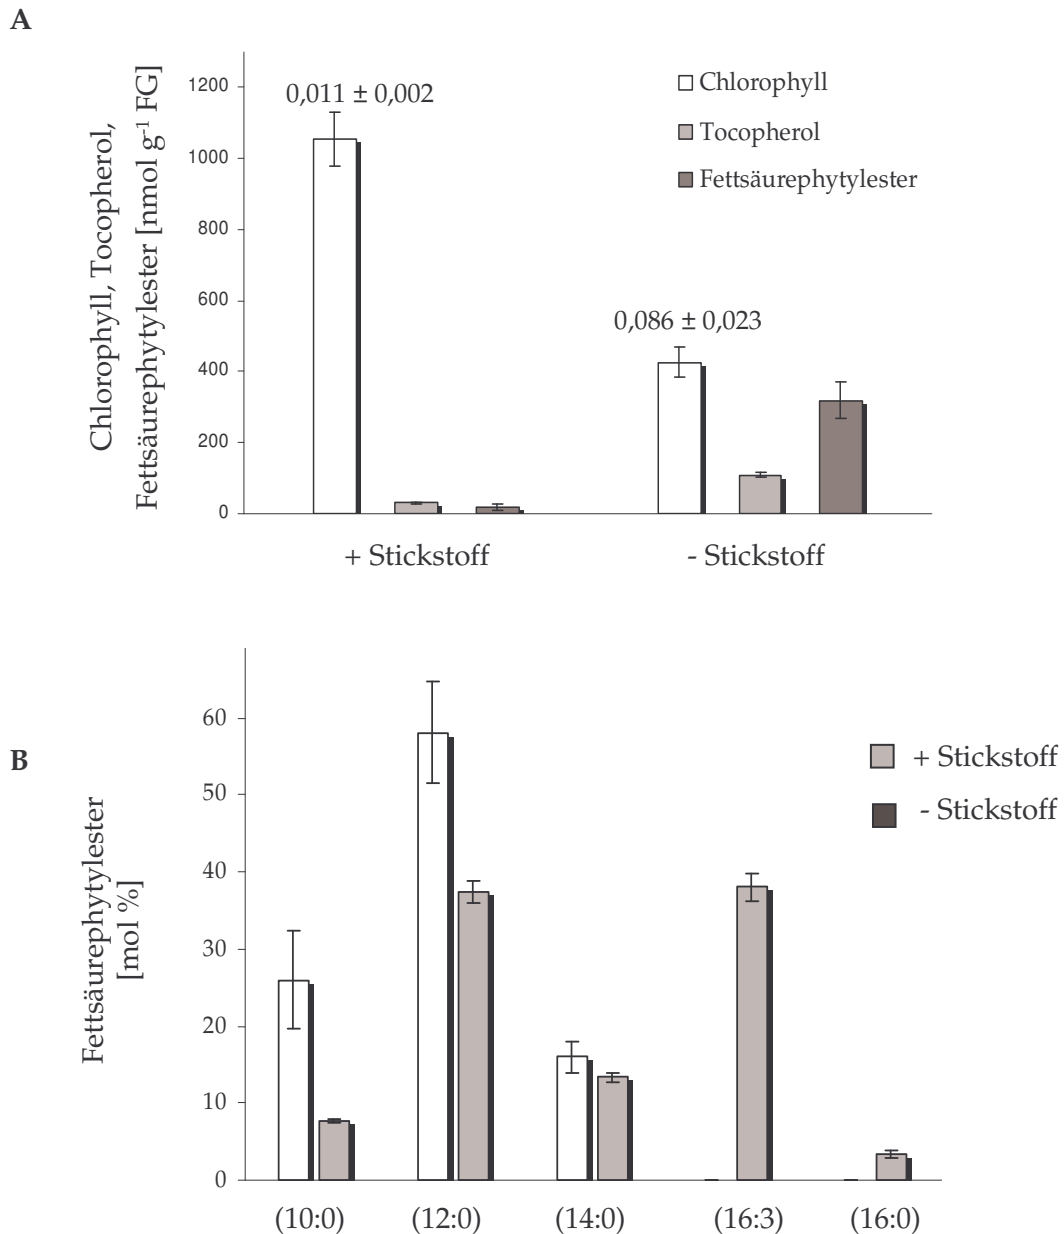 A
Chlorophyll, Tocopherol,
Fettsäurephytylester [nmol g⁻¹ FG]
1200
1000
800
600
400
200
0
0,011 ± 0,002
0,086 ± 0,023
Chlorophyll
Tocopherol
Fettsäurephytylester
+ Stickstoff
- Stickstoff
B
Fettsäurephytylester
[mol %]
60
50
40
30
20
10
0
+ Stickstoff
- Stickstoff
(10:0)
(12:0)
(14:0)
(16:3)
(16:0)